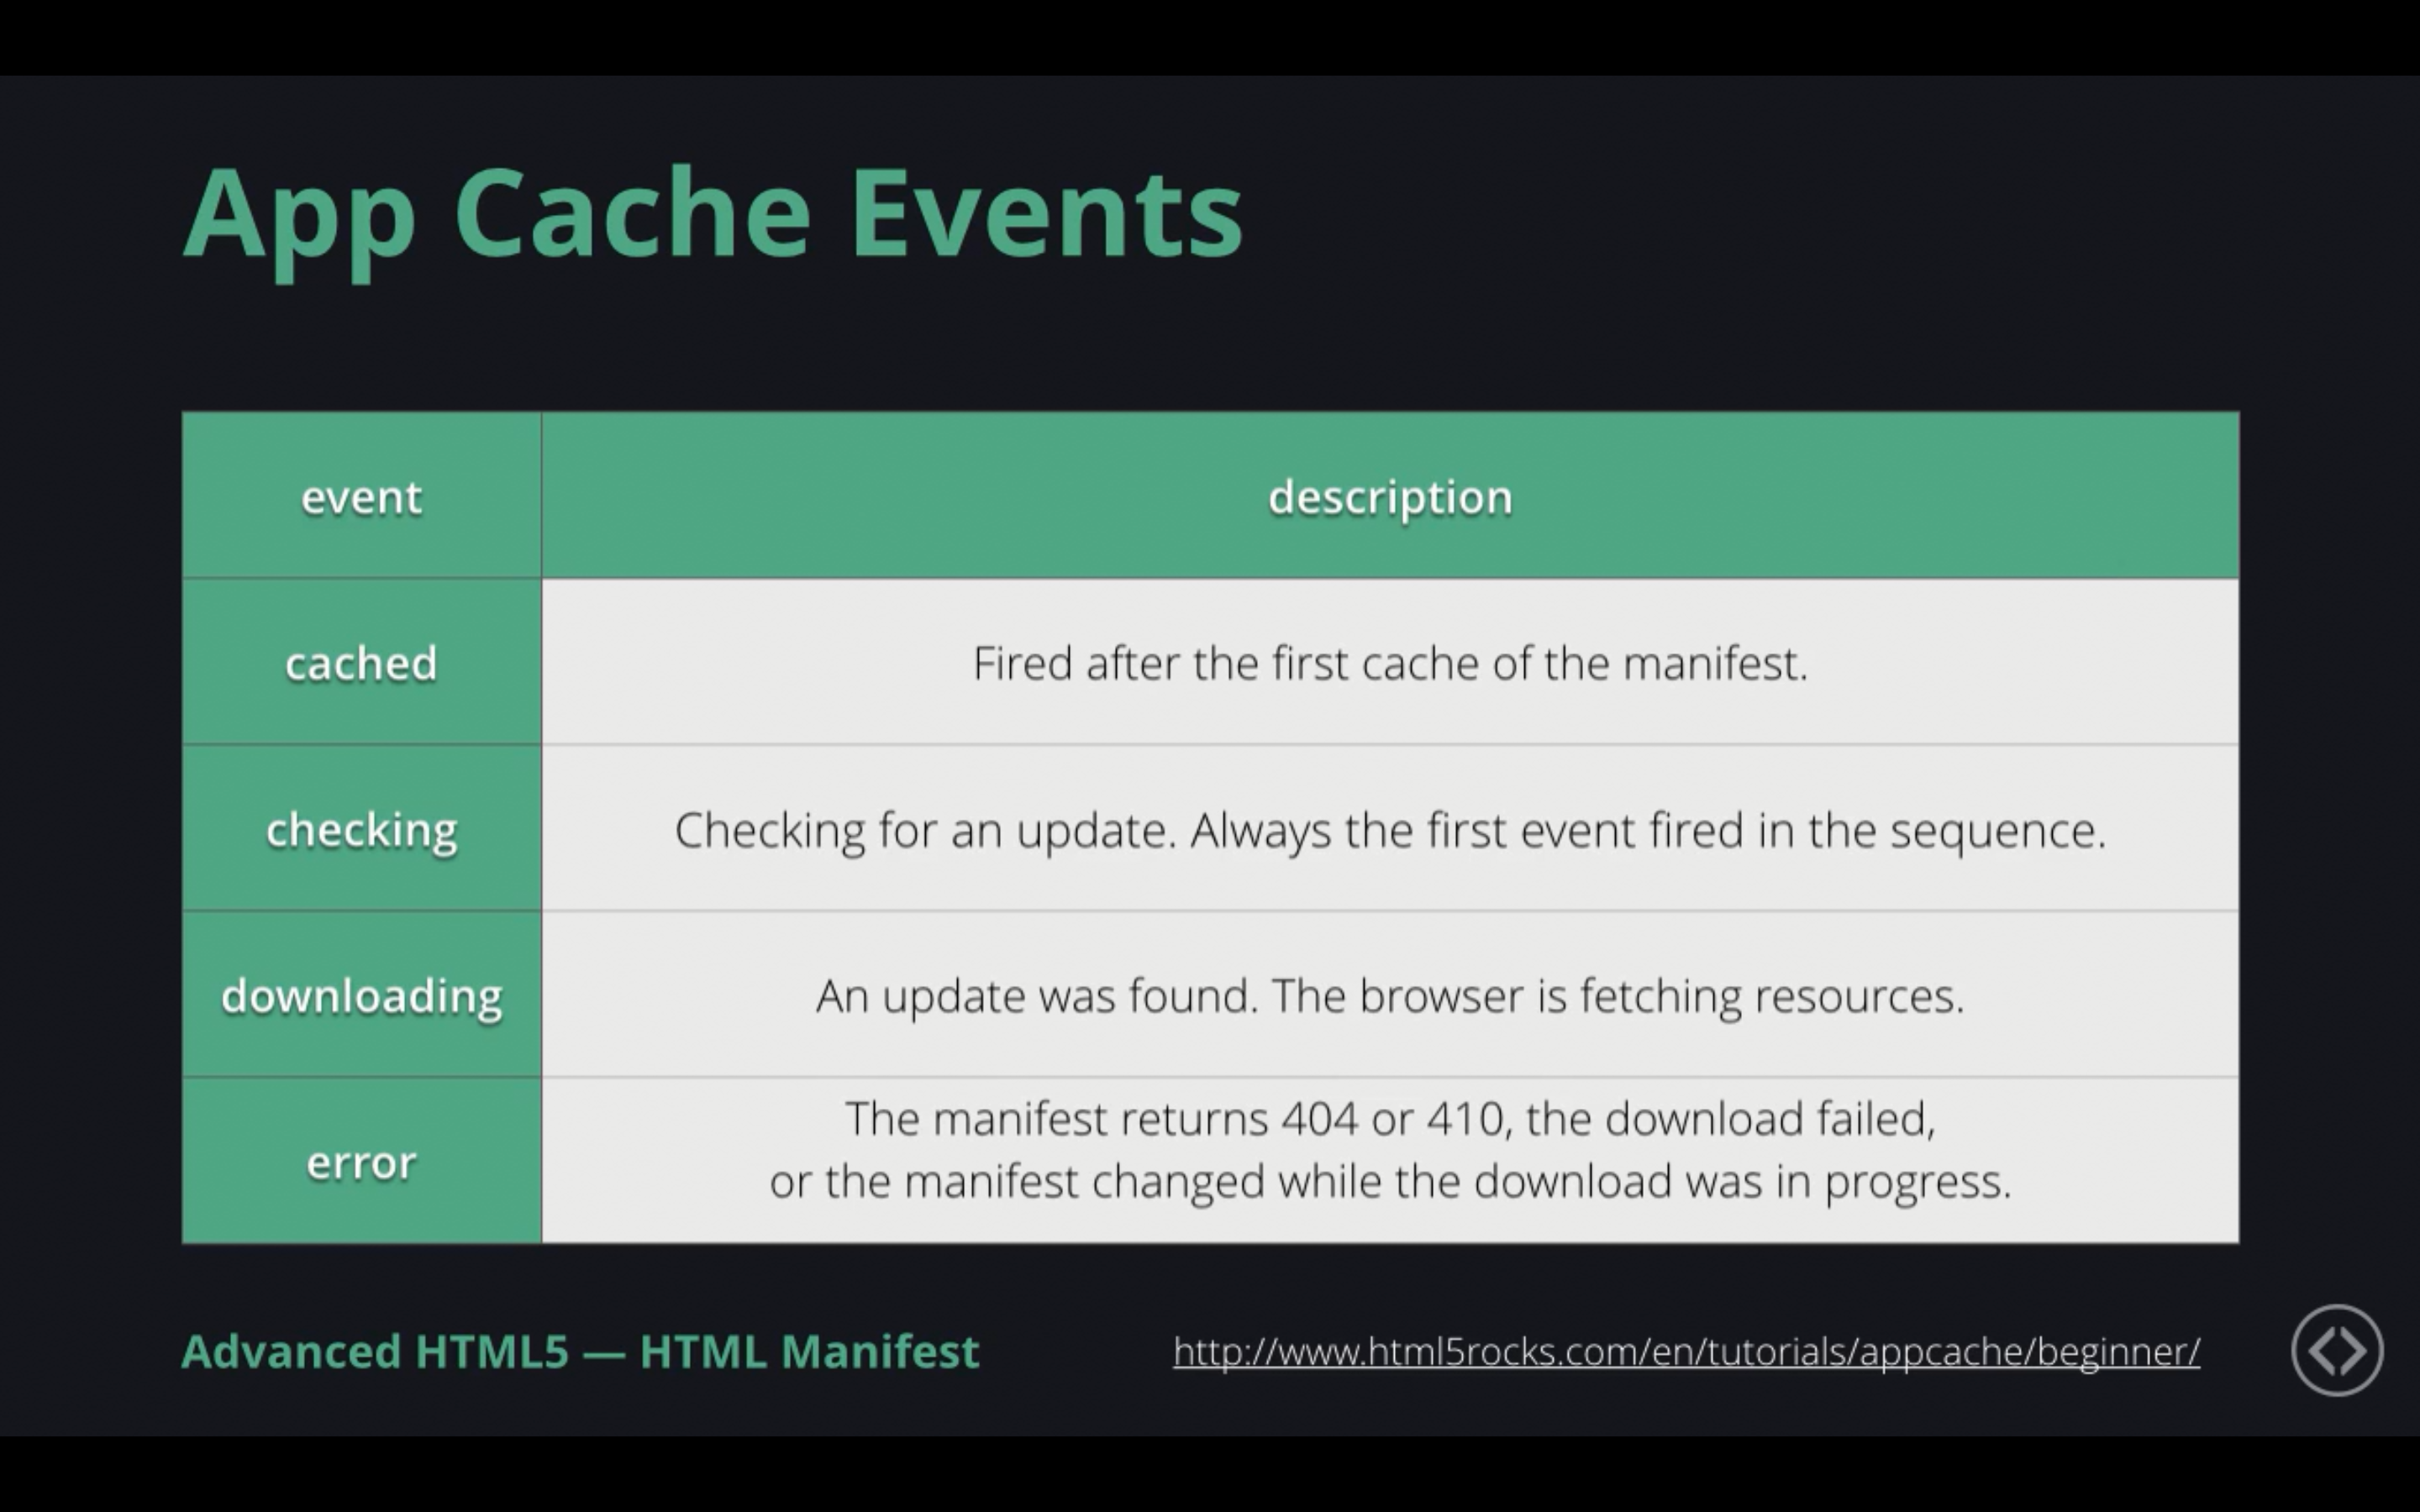 App Cache Events
event description
cached Fired after the first cache of the manifest.
checking Checking for an update. Always the first event fired in the sequence.
downloading An update was found. The browser is fetching resources.
error The manifest returns 404 or 410, the download failed,
or the manifest changed while the download was in progress.
Advanced HTML5 — HTML Manifest http://www.html5rocks.com/en/tutorials/appcache/beginner/